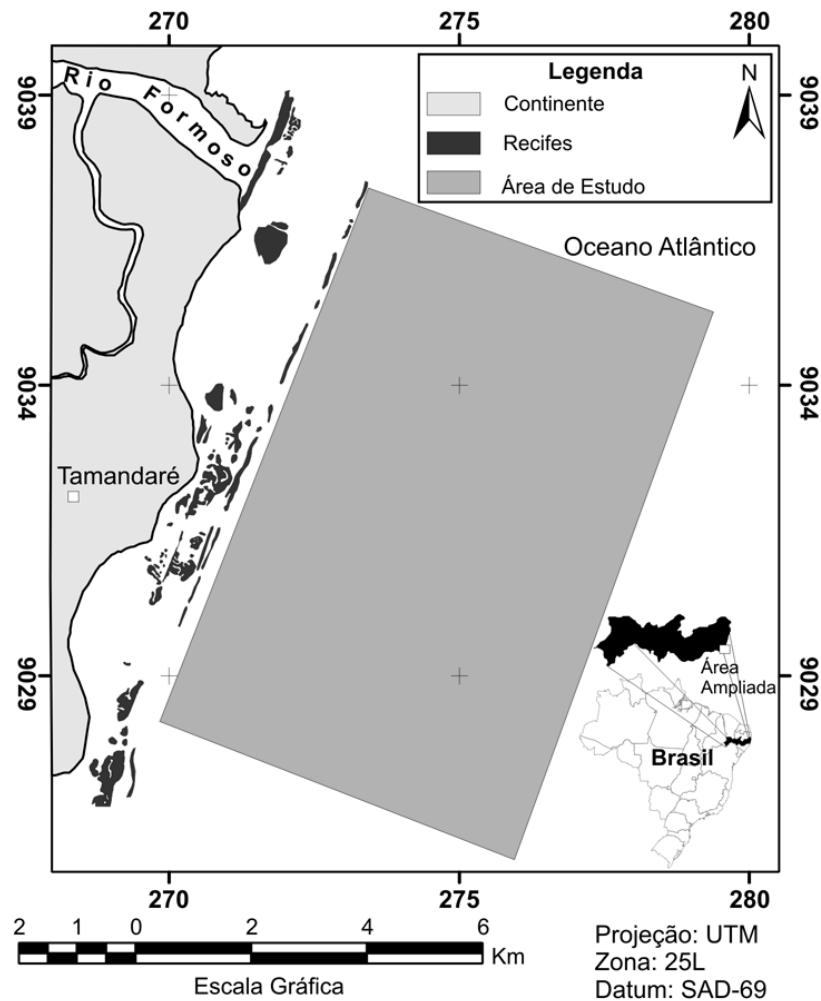 270 275 280
Legenda
N
Continente
Recifes
Área de Estudo
9039 9039
Rio Formoso
Oceano Atlântico
9034 9034
Tamandaré
9029 9029
Área
Ampliada
Brasil
270 275 280
2 1 0 2 4 6
Km
Escala Gráfica
Projeção: UTM
Zona: 25L
Datum: SAD-69